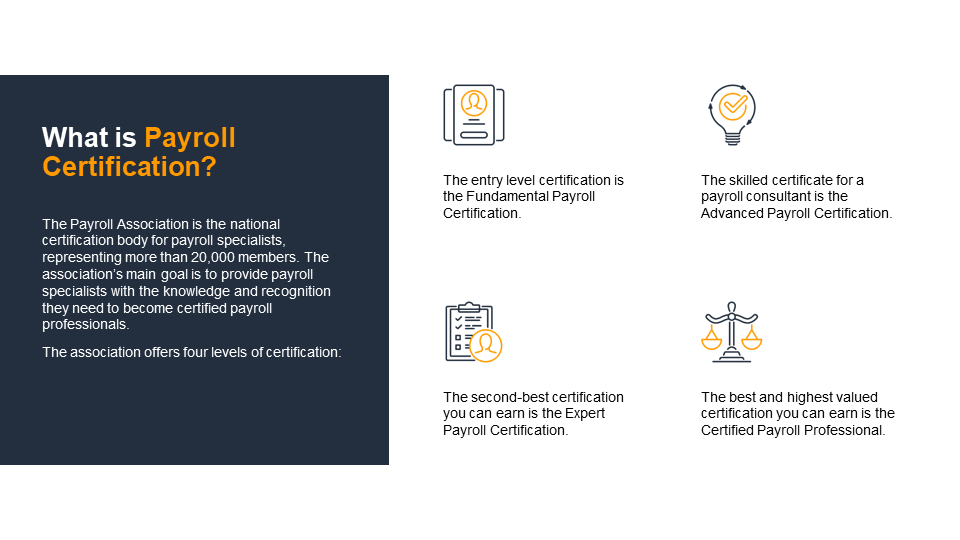 What is Payroll
Certification?
The Payroll Association is the national
certification body for payroll specialists,
representing more than 20,000 members. The
association’s main goal is to provide payroll
specialists with the knowledge and recognition
they need to become certified payroll
professionals.
The association offers four levels of certification:
The entry level certification is
the Fundamental Payroll
Certification.
The skilled certificate for a
payroll consultant is the
Advanced Payroll Certification.
The second-best certification
you can earn is the Expert
Payroll Certification.
The best and highest valued
certification you can earn is the
Certified Payroll Professional.